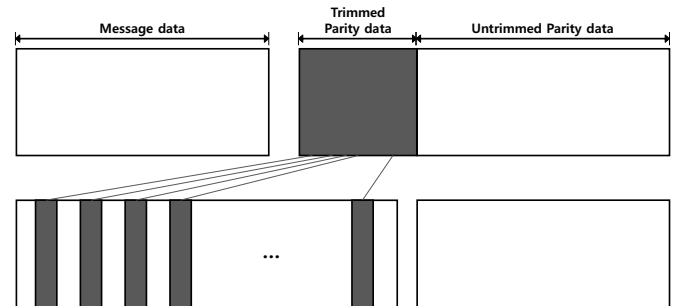 Message data
Trimmed
Parity data
Untrimmed Parity data
...